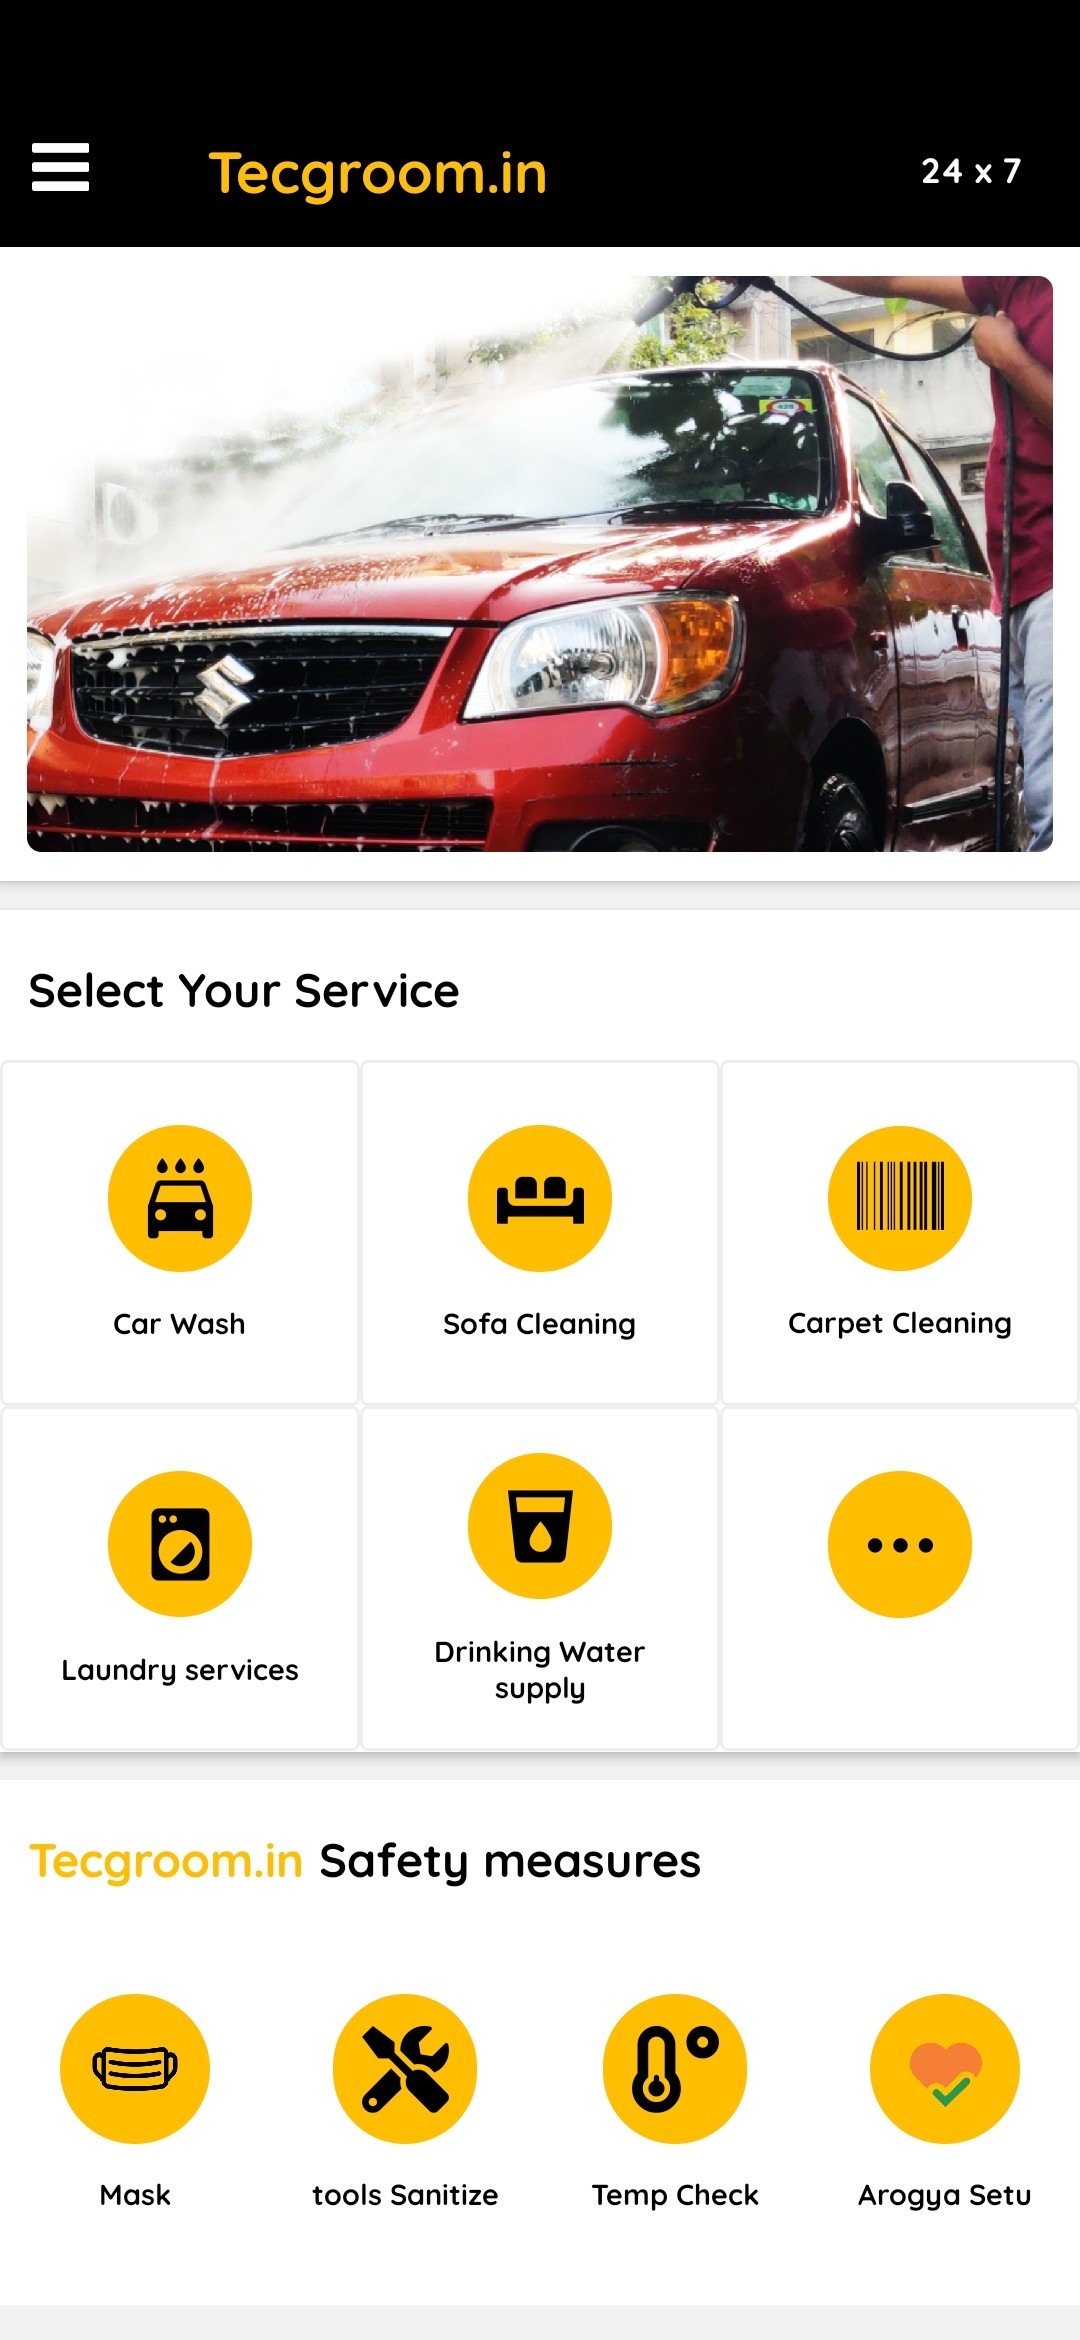 Tecgroom.in
24 x 7
Select Your Service
Car Wash
Sofa Cleaning
Carpet Cleaning
Laundry services
Drinking Water
supply
Tecgroom.in Safety measures
Mask
tools Sanitize
Temp Check
Arogya Setu